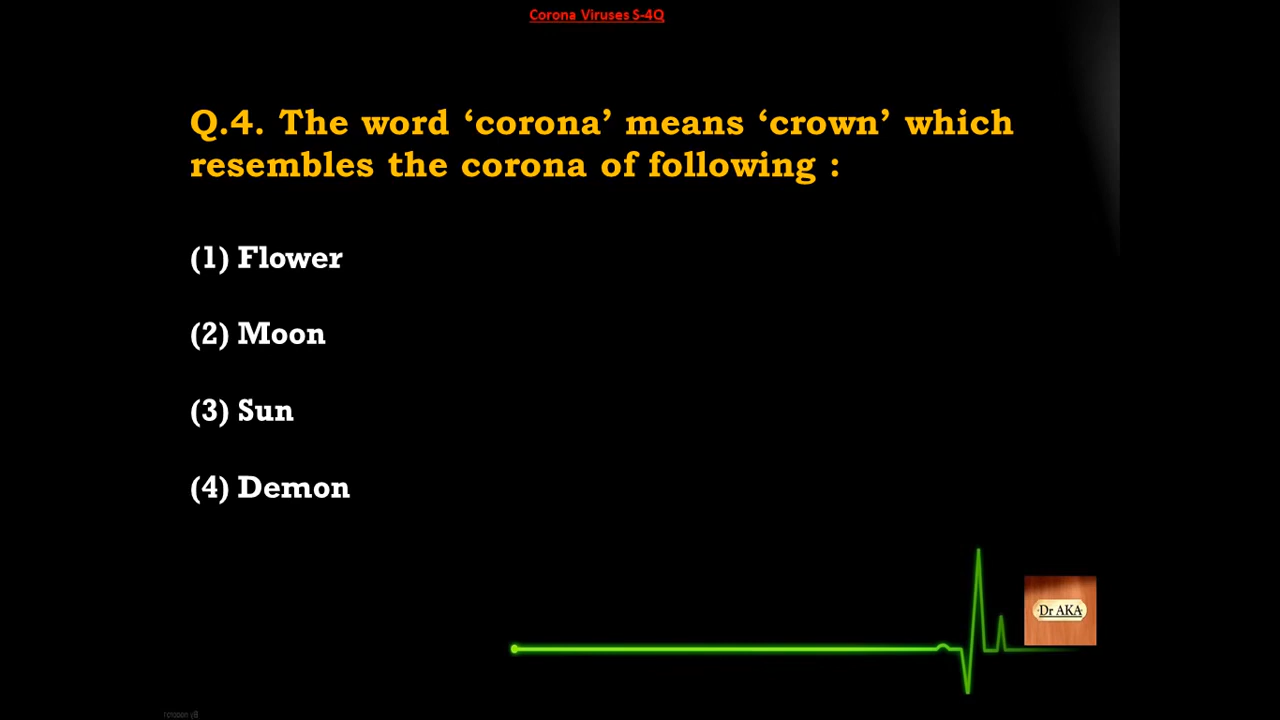 Corona Viruses S-4Q
Q.4. The word ‘corona’ means ‘crown’ which
resembles the corona of following :
(1) Flower
(2) Moon
(3) Sun
(4) Demon
Dr AKA